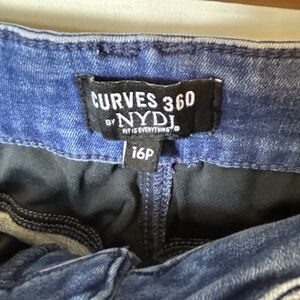 CURVES 360
BY NYDJ
FIT IS EVERYTHING®
16P